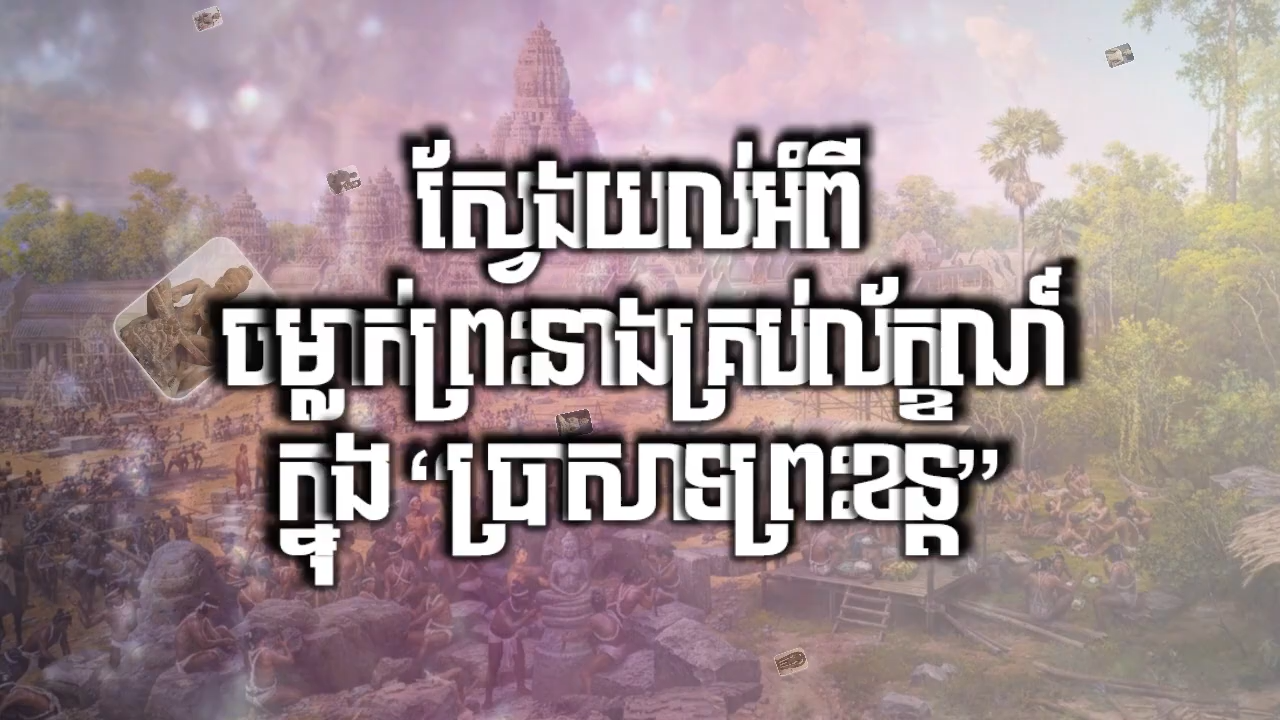 ស្វែងយល់អំពី
ចម្លាក់ព្រះនាងគ្រប់ល័ក្ខណ៍
ក្នុង “ប្រាសាទព្រះខន្ត”